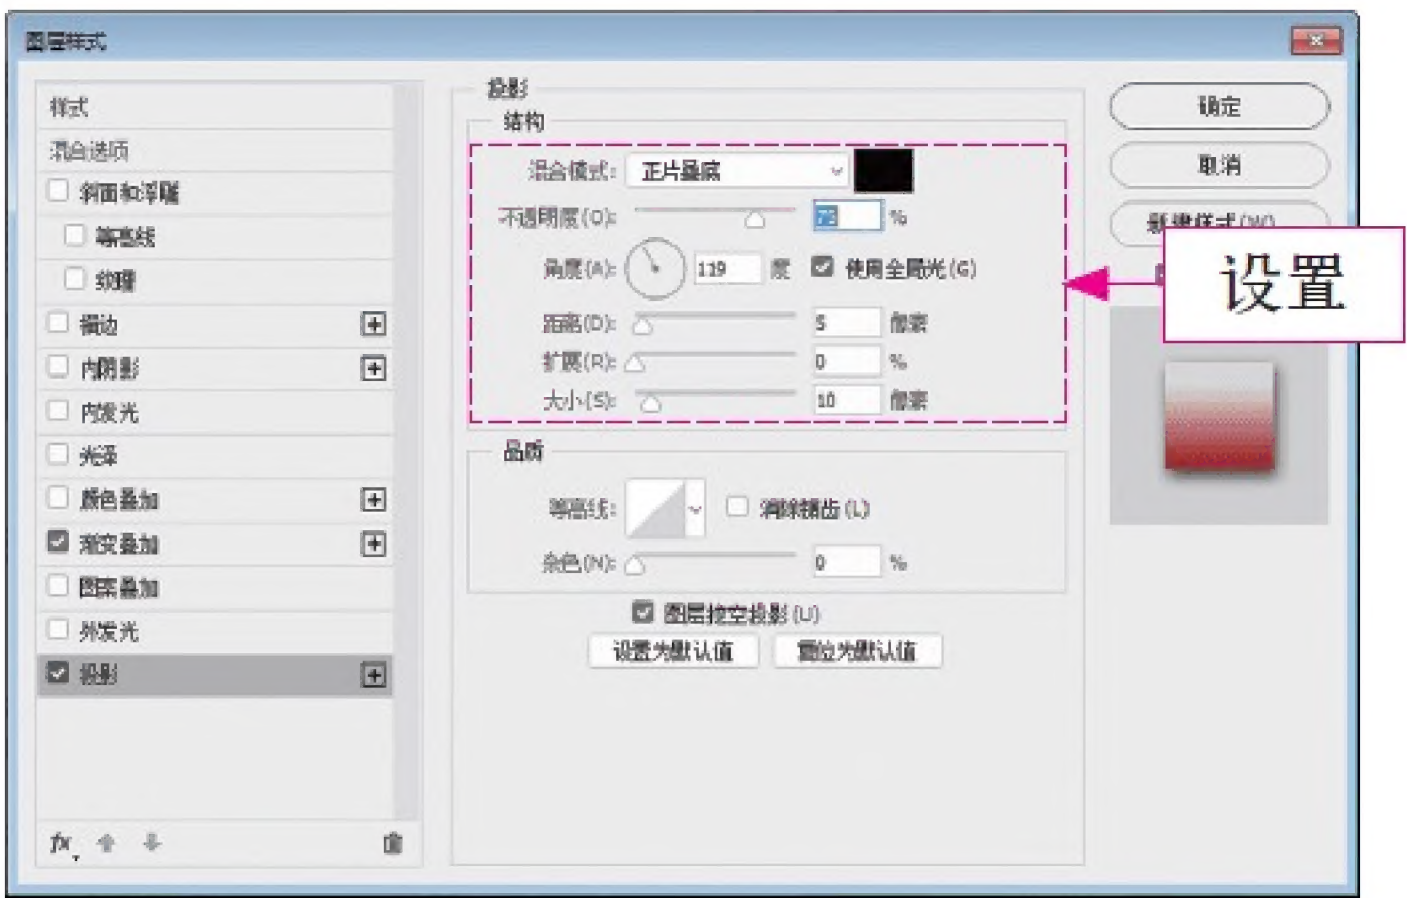 图层样式
样式
混合选项
斜面和浮雕
等高线
纹理
描边
内阴影
内发光
光泽
颜色叠加
渐变叠加
图案叠加
外发光
投影
fx
投影
结构
混合模式: 正片叠底
不透明度(O): 75 %
角度(A): 119 度 使用全局光(G)
距离(D): 5 像素
扩展(R): 0 %
大小(S): 10 像素
品质
等高线: 消除锯齿(L)
杂色(N): 0 %
图层挖空投影(U)
设置为默认值 复位为默认值
确定
取消
新建样式(W)
设置